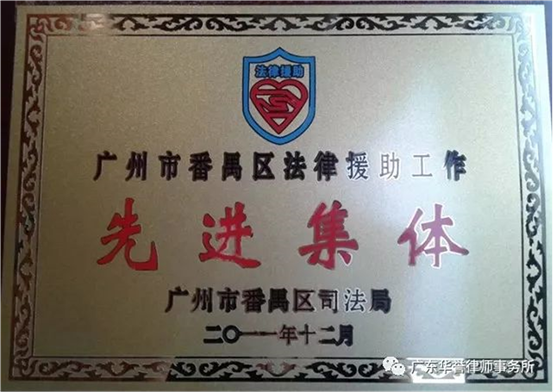 法律援助
广州市番禺区法律援助工作
先进集体
广州市番禺区司法局
二〇一一年十二月
广东华誉律师事务所